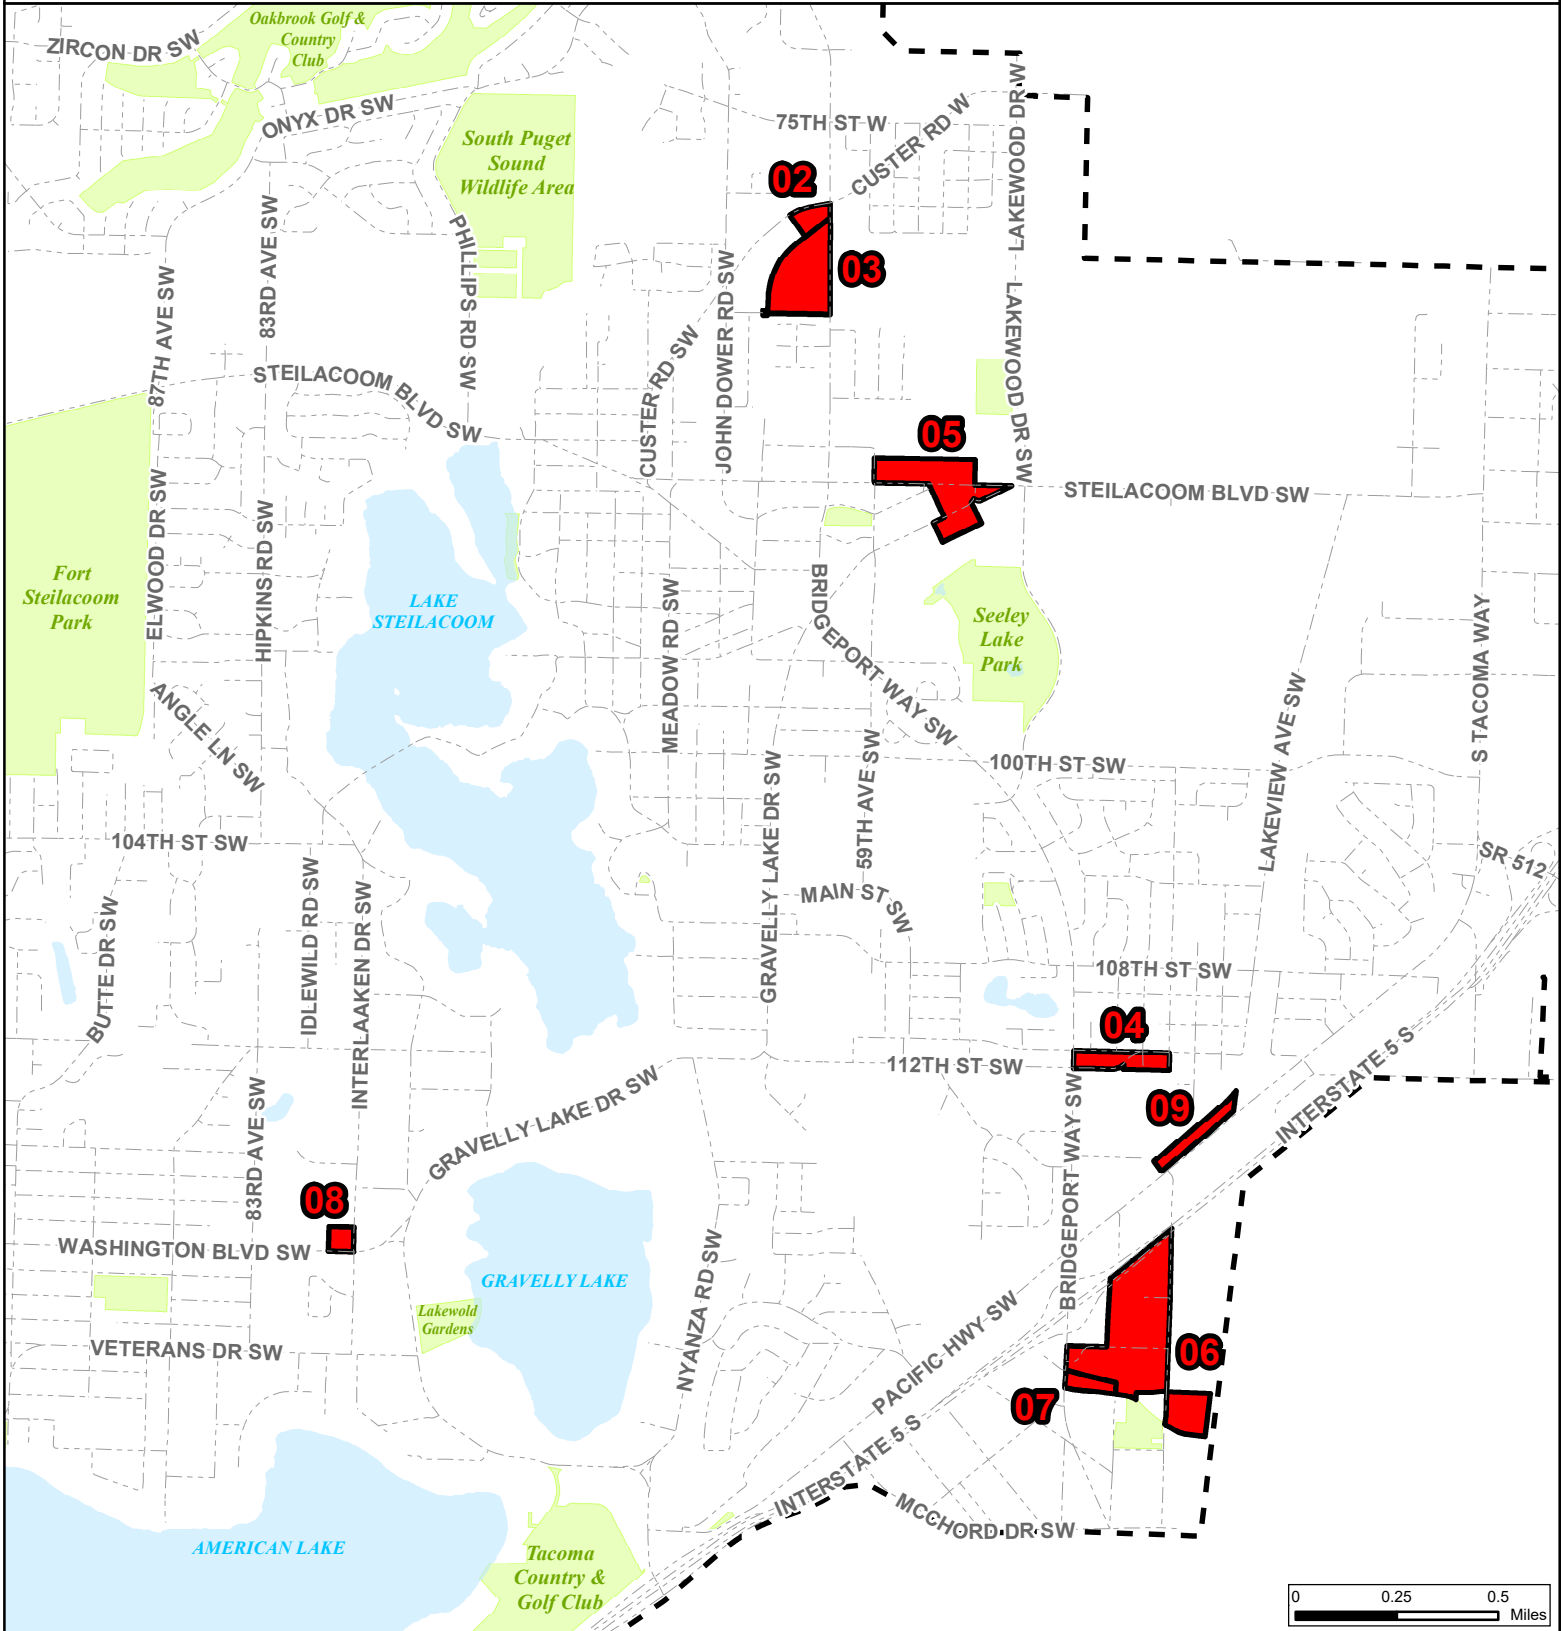 Oakbrook Golf &
Country
Club
ZIRCON DR SW
ONYX DR SW
75TH ST W
CUSTER RD W
LAKEWOOD DR W
South Puget
Sound
Wildlife Area
02
03
83RD AVE SW
PHILLIPS RD SW
87TH AVE SW
JOHN DOWER RD SW
LAKEWOOD DR SW
CUSTER RD SW
STEILACOOM BLVD SW
05
STEILACOOM BLVD SW
ELWOOD DR SW
HIPKINS RD SW
Fort
Steilacoom
Park
LAKE
STEILACOOM
MEADOW RD SW
BRIDGEPORT WAY SW
Seeley
Lake
Park
S TACOMA WAY
ANGLE LN SW
LAKEVIEW AVE SW
59TH AVE SW
100TH ST SW
GRAVELLY LAKE DR SW
104TH ST SW
SR 512
MAIN ST SW
BUTTE DR SW
IDLEWILD RD SW
INTERLAAKEN DR SW
108TH ST SW
04
112TH ST SW
INTERSTATE 5 S
09
83RD AVE SW
GRAVELLY LAKE DR SW
BRIDGEPORT WAY SW
08
WASHINGTON BLVD SW
GRAVELLY LAKE
NYANZA RD SW
Lakewold
Gardens
VETERANS DR SW
PACIFIC HWY SW
06
07
INTERSTATE 5 S
MCCHORD DR SW
AMERICAN LAKE
Tacoma
Country &
Golf Club
0 0.25 0.5
Miles